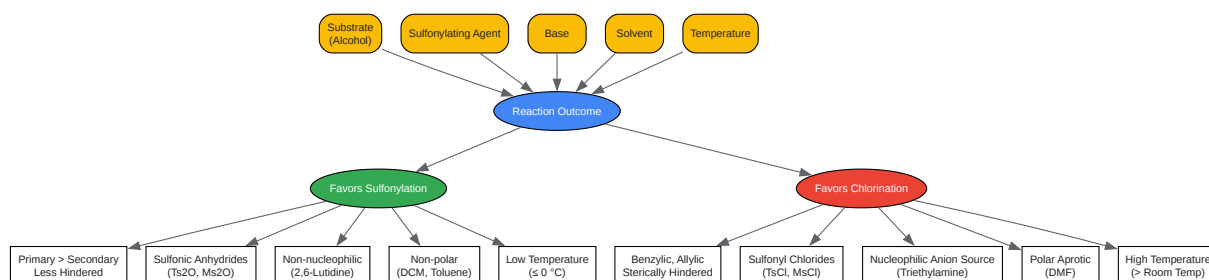 Substrate
(Alcohol)
Sulfonylating Agent
Base
Solvent
Temperature
Reaction Outcome
Favors Sulfonylation
Favors Chlorination
Primary > Secondary
Less Hindered
Sulfonic Anhydrides
(Ts2O, Ms2O)
Non-nucleophilic
(2,6-Lutidine)
Non-polar
(DCM, Toluene)
Low Temperature
(≤ 0 °C)
Benzylic, Allylic
Sterically Hindered
Sulfonyl Chlorides
(TsCl, MsCl)
Nucleophilic Anion Source
(Triethylamine)
Polar Aprotic
(DMF)
High Temperature
(> Room Temp)